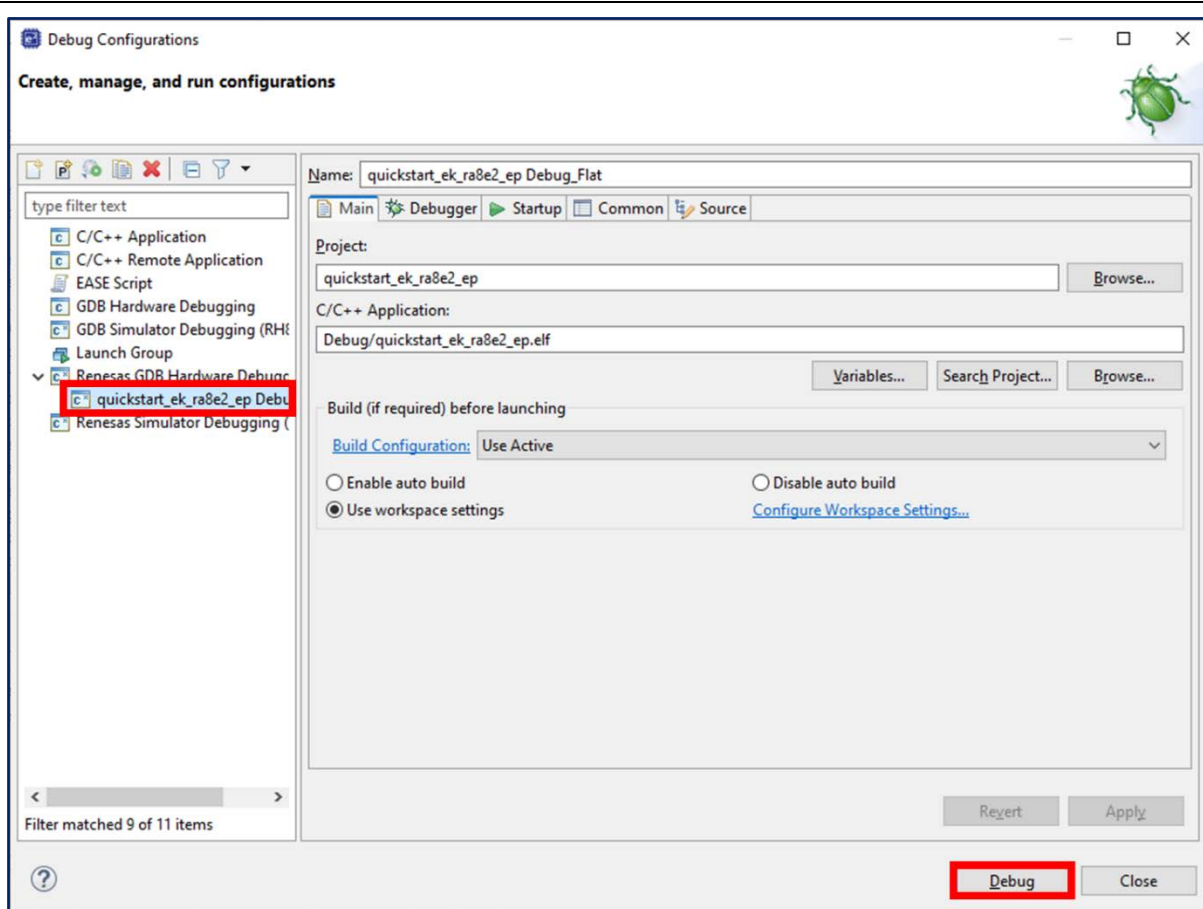 Debug Configurations
Create, manage, and run configurations
type filter text
C/C++ Application
C/C++ Remote Application
EASE Script
GDB Hardware Debugging
GDB Simulator Debugging (RH8
Launch Group
Renesas GDB Hardware Debugg
quickstart_ek_ra8e2_ep Debu
Renesas Simulator Debugging (
Filter matched 9 of 11 items
Name: quickstart_ek_ra8e2_ep Debug_Flat
Main Debugger Startup Common Source
Project:
quickstart_ek_ra8e2_ep Browse...
C/C++ Application:
Debug/quickstart_ek_ra8e2_ep.elf
Variables... Search Project... Browse...
Build (if required) before launching
Build Configuration: Use Active
Enable auto build Disable auto build
Use workspace settings Configure Workspace Settings...
Revert Apply
Debug Close